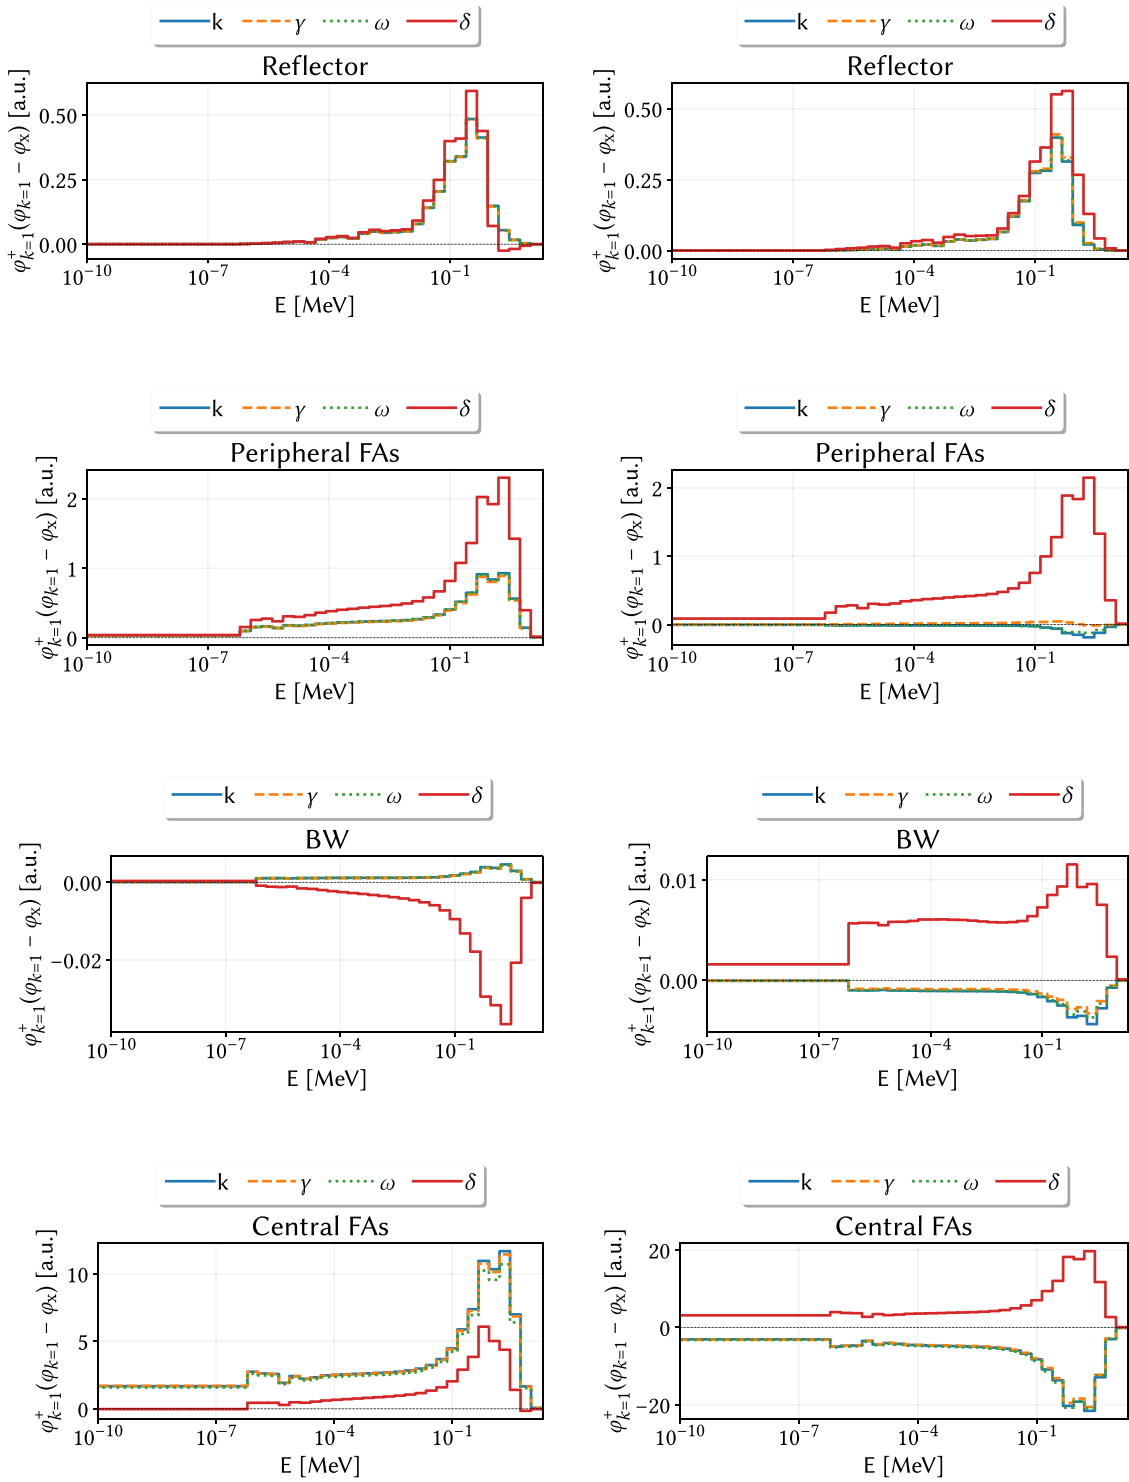 k γ ω δ
Reflector
φ⁺ₖ₌₁(φₖ₌₁ − φₓ) [a.u.]
0.50
0.25
0.00
10⁻¹⁰ 10⁻⁷ 10⁻⁴ 10⁻¹
E [MeV]
k γ ω δ
Reflector
φ⁺ₖ₌₁(φₖ₌₁ − φₓ) [a.u.]
0.50
0.25
0.00
10⁻¹⁰ 10⁻⁷ 10⁻⁴ 10⁻¹
E [MeV]
k γ ω δ
Peripheral FAs
φ⁺ₖ₌₁(φₖ₌₁ − φₓ) [a.u.]
2
1
0
10⁻¹⁰ 10⁻⁷ 10⁻⁴ 10⁻¹
E [MeV]
k γ ω δ
Peripheral FAs
φ⁺ₖ₌₁(φₖ₌₁ − φₓ) [a.u.]
2
1
0
10⁻¹⁰ 10⁻⁷ 10⁻⁴ 10⁻¹
E [MeV]
k γ ω δ
BW
φ⁺ₖ₌₁(φₖ₌₁ − φₓ) [a.u.]
0.00
−0.02
10⁻¹⁰ 10⁻⁷ 10⁻⁴ 10⁻¹
E [MeV]
k γ ω δ
BW
φ⁺ₖ₌₁(φₖ₌₁ − φₓ) [a.u.]
0.01
0.00
10⁻¹⁰ 10⁻⁷ 10⁻⁴ 10⁻¹
E [MeV]
k γ ω δ
Central FAs
φ⁺ₖ₌₁(φₖ₌₁ − φₓ) [a.u.]
10
5
0
10⁻¹⁰ 10⁻⁷ 10⁻⁴ 10⁻¹
E [MeV]
k γ ω δ
Central FAs
φ⁺ₖ₌₁(φₖ₌₁ − φₓ) [a.u.]
20
0
−20
10⁻¹⁰ 10⁻⁷ 10⁻⁴ 10⁻¹
E [MeV]